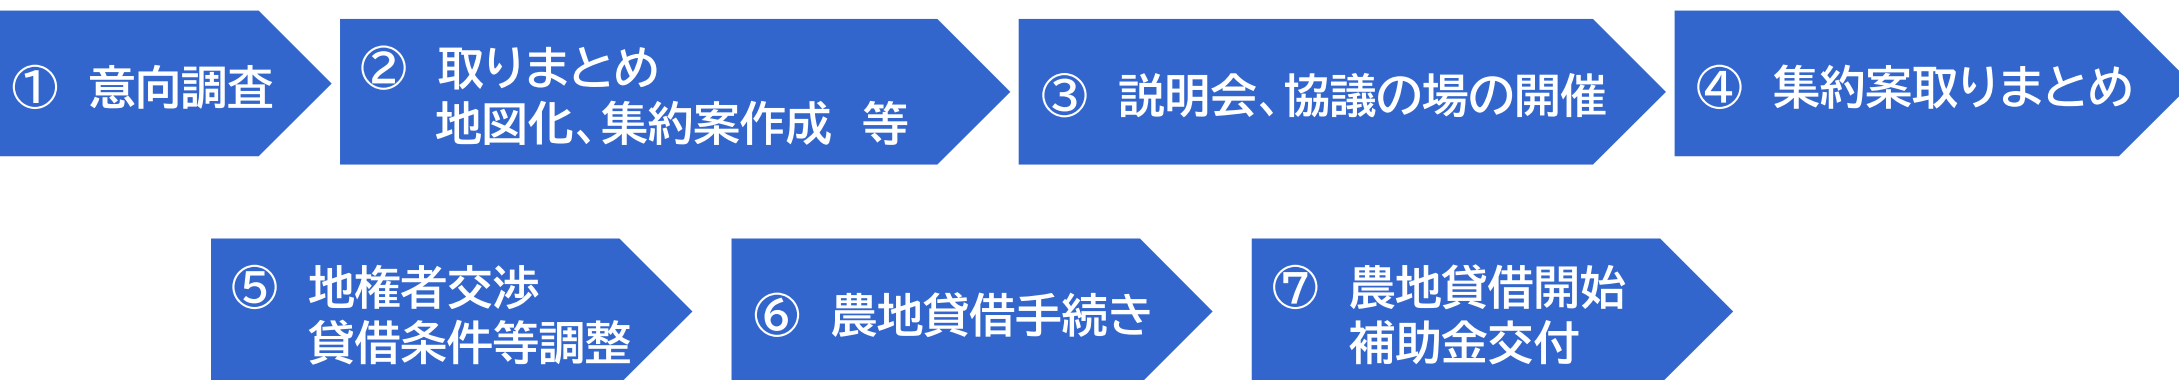 ① 意向調査
② 取りまとめ
地図化、集約案作成 等
③ 説明会、協議の場の開催
④ 集約案取りまとめ
⑤ 地権者交渉
貸借条件等調整
⑥ 農地貸借手続き
⑦ 農地貸借開始
補助金交付